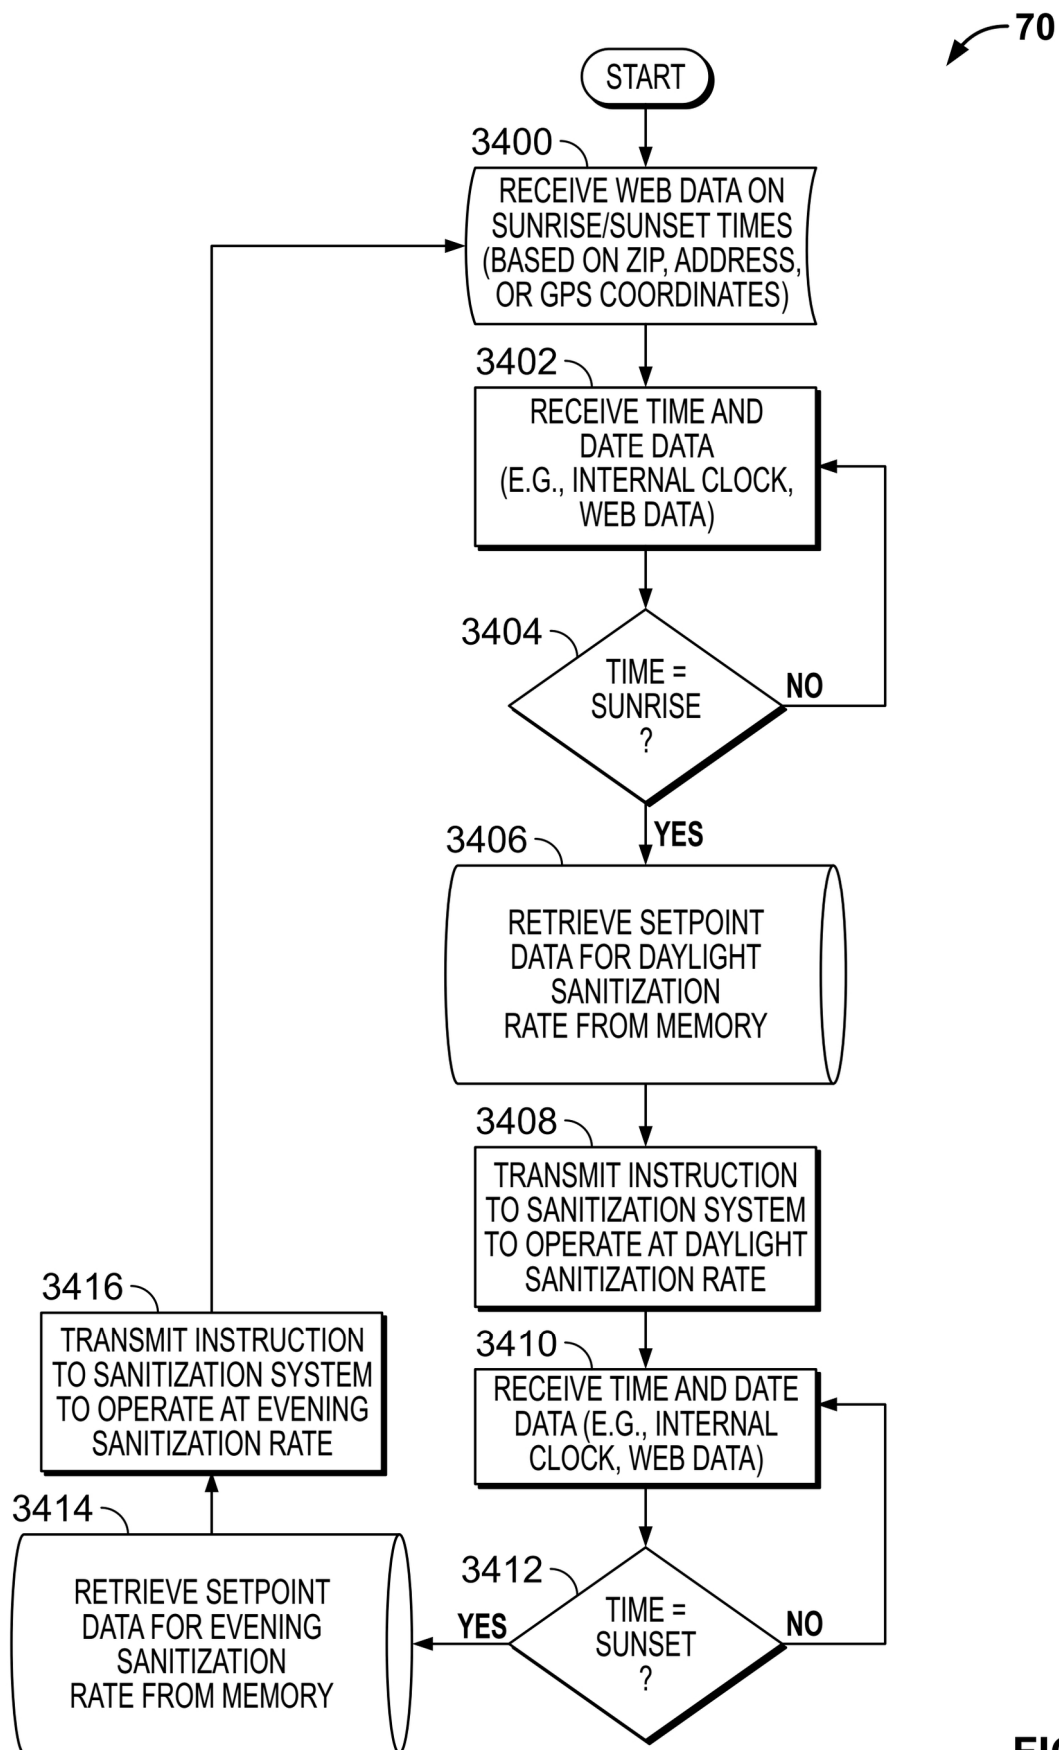 70
START
3400
RECEIVE WEB DATA ON
SUNRISE/SUNSET TIMES
(BASED ON ZIP, ADDRESS,
OR GPS COORDINATES)
3402
RECEIVE TIME AND
DATE DATA
(E.G., INTERNAL CLOCK,
WEB DATA)
3404
TIME =
SUNRISE
?
NO
YES
3406
RETRIEVE SETPOINT
DATA FOR DAYLIGHT
SANITIZATION
RATE FROM MEMORY
3408
TRANSMIT INSTRUCTION
TO SANITIZATION SYSTEM
TO OPERATE AT DAYLIGHT
SANITIZATION RATE
3410
RECEIVE TIME AND DATE
DATA (E.G., INTERNAL
CLOCK, WEB DATA)
3412
TIME =
SUNSET
?
NO
YES
3414
RETRIEVE SETPOINT
DATA FOR EVENING
SANITIZATION
RATE FROM MEMORY
3416
TRANSMIT INSTRUCTION
TO SANITIZATION SYSTEM
TO OPERATE AT EVENING
SANITIZATION RATE